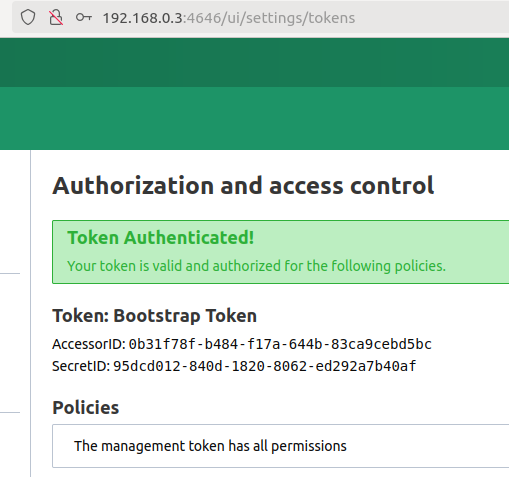 192.168.0.3:4646/ui/settings/tokens
Authorization and access control
Token Authenticated!
Your token is valid and authorized for the following policies.
Token: Bootstrap Token
AccessorID: 0b31f78f-b484-f17a-644b-83ca9cebd5bc
SecretID: 95dcd012-840d-1820-8062-ed292a7b40af
Policies
The management token has all permissions